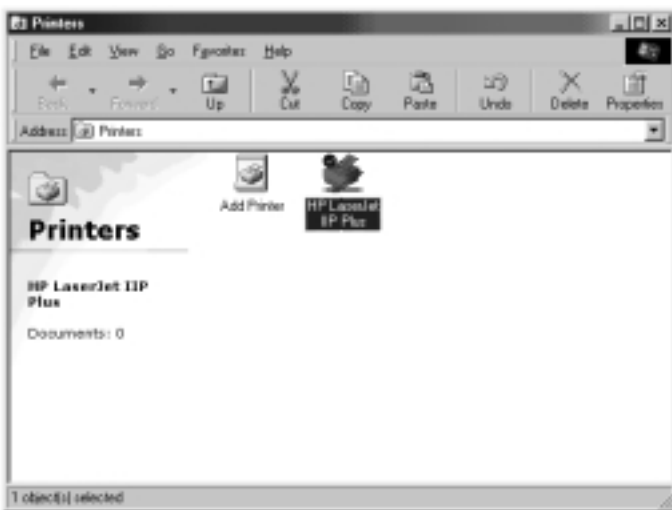 Printers
File Edit View Go Favorites Help
Back Forward Up Cut Copy Paste Undo Delete Properties
Address Printers
Add Printer
HP LaserJet
IIP Plus
Printers
HP LaserJet IIP
Plus
Documents: 0
1 object(s) selected